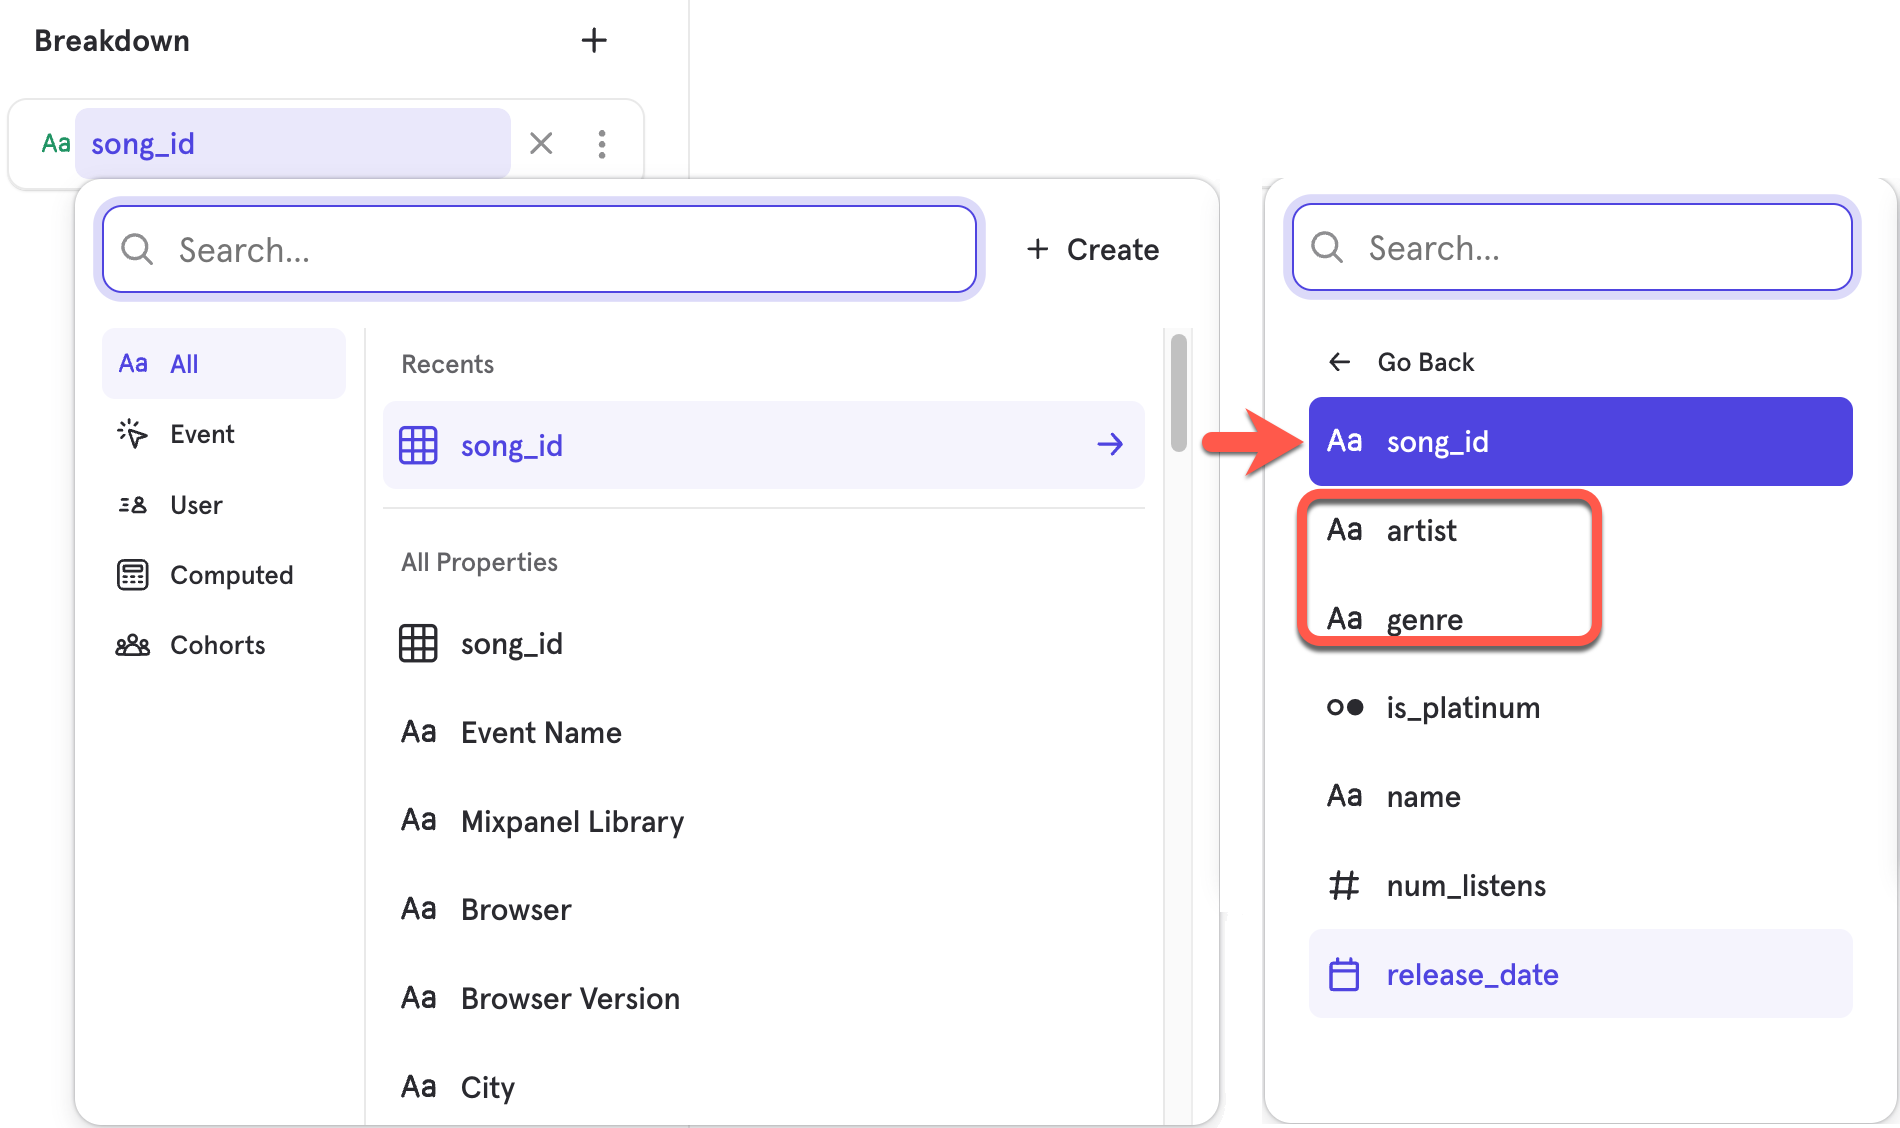 Breakdown
Aa song_id
Search...
Create
Aa All
Event
User
Computed
Cohorts
Recents
song_id
All Properties
song_id
Aa Event Name
Aa Mixpanel Library
Aa Browser
Aa Browser Version
Aa City
Search...
Go Back
Aa song_id
Aa artist
Aa genre
is_platinum
Aa name
# num_listens
release_date